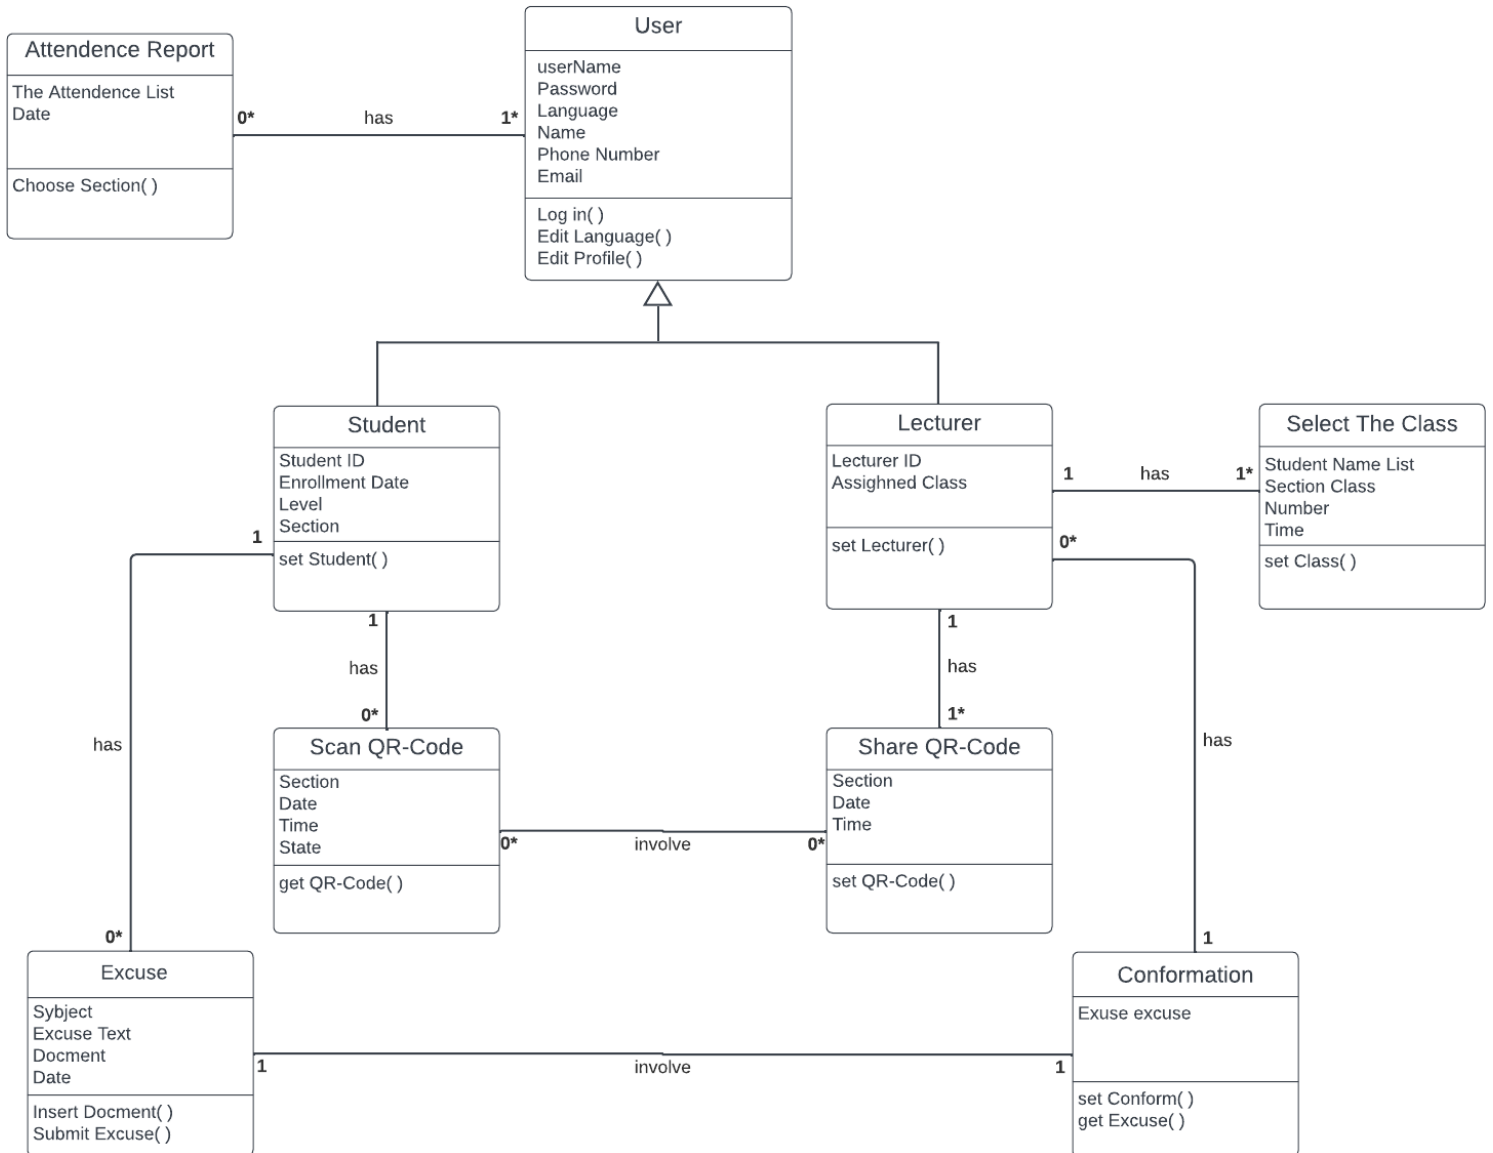 User
userName
Password
Language
Name
Phone Number
Email
Log in( )
Edit Language( )
Edit Profile( )
Attendence Report
The Attendence List
Date
Choose Section( )
0*
has
1*
Student
Student ID
Enrollment Date
Level
Section
set Student( )
Lecturer
Lecturer ID
Assighned Class
set Lecturer( )
1
has
1*
Select The Class
Student Name List
Section Class
Number
Time
set Class( )
1
has
0*
1
has
0*
1
has
1*
0*
has
1
Scan QR-Code
Section
Date
Time
State
get QR-Code( )
0*
involve
0*
Share QR-Code
Section
Date
Time
set QR-Code( )
Excuse
Sybject
Excuse Text
Docment
Date
Insert Docment( )
Submit Excuse( )
1
involve
1
Conformation
Exuse excuse
set Conform( )
get Excuse( )